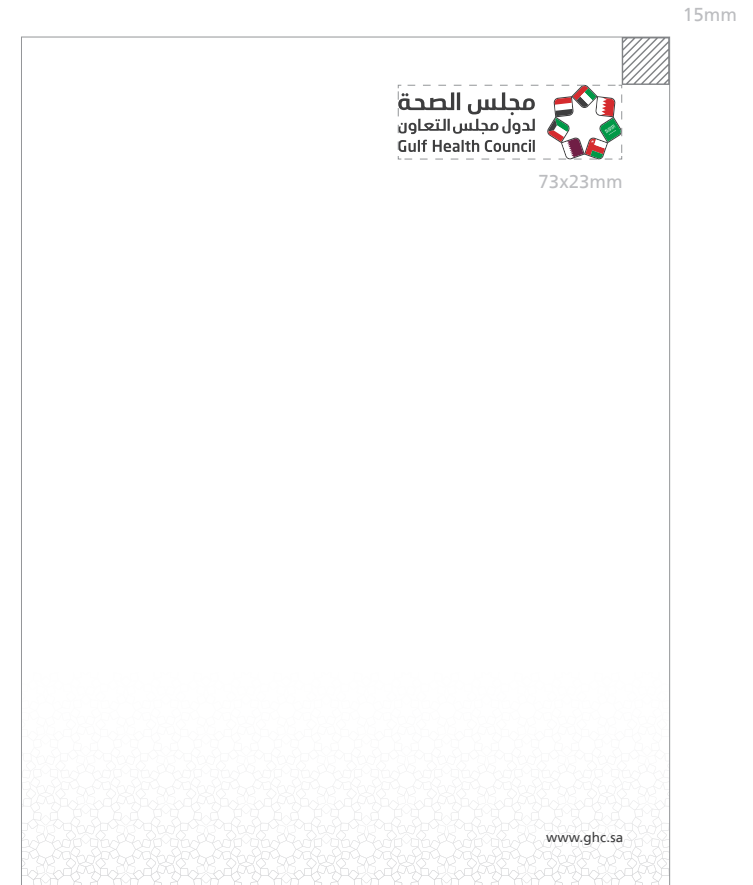 15mm
مجلس الصحة
لدول مجلس التعاون
Gulf Health Council
73x23mm
www.ghc.sa